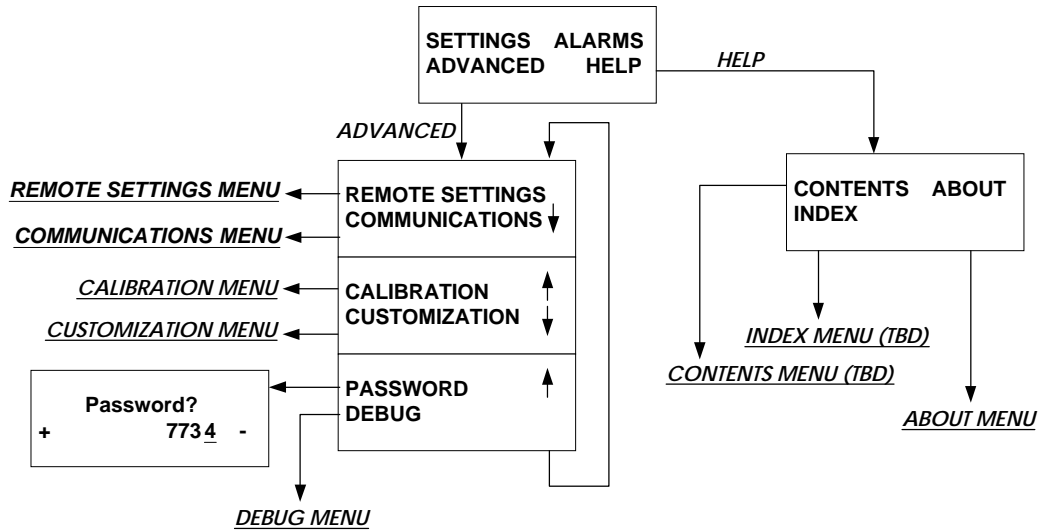 SETTINGS ALARMS
ADVANCED HELP
HELP
ADVANCED
REMOTE SETTINGS MENU
REMOTE SETTINGS
COMMUNICATIONS
COMMUNICATIONS MENU
CONTENTS ABOUT
INDEX
CALIBRATION MENU
CALIBRATION
CUSTOMIZATION
CUSTOMIZATION MENU
INDEX MENU (TBD)
CONTENTS MENU (TBD)
PASSWORD
DEBUG
Password?
+ 7734 -
ABOUT MENU
DEBUG MENU